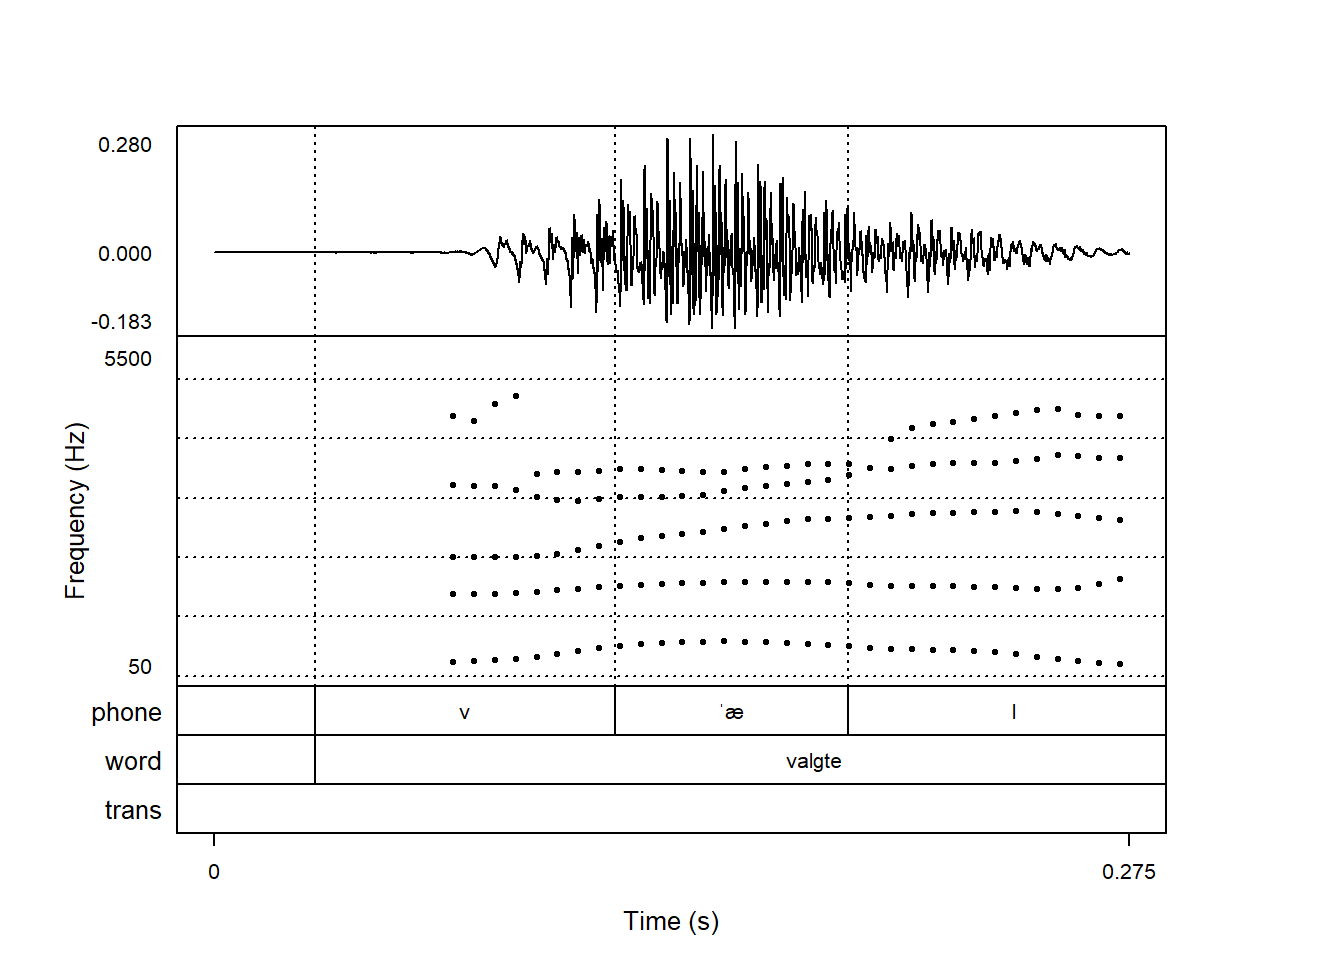 0.280
0.000
-0.183
5500
Frequency (Hz)
50
phone v ˈæ l
word valgte
trans
0 0.275
Time (s)